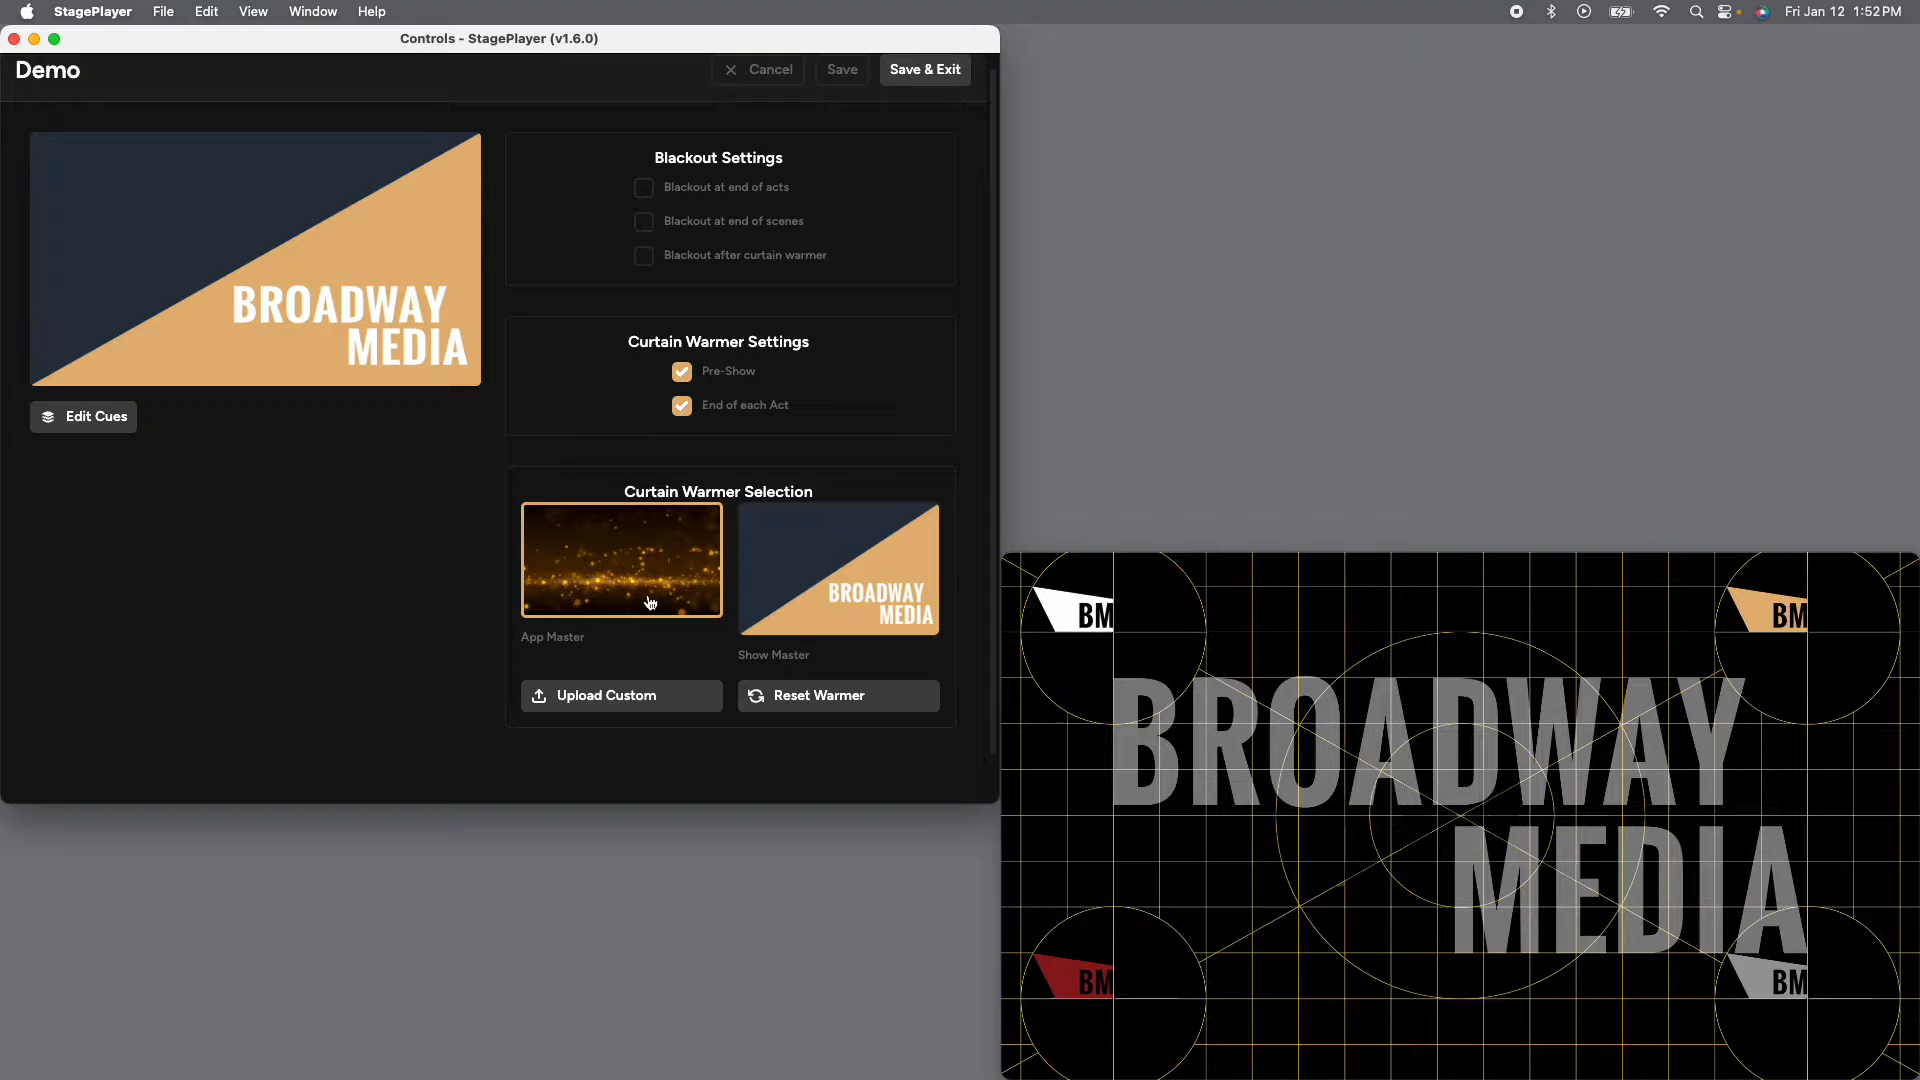 StagePlayer File Edit View Window Help
Fri Jan 12 1:52 PM
Controls - StagePlayer (v1.6.0)
Demo
Cancel
Save
Save & Exit
BROADWAY
MEDIA
Edit Cues
Blackout Settings
Blackout at end of acts
Blackout at end of scenes
Blackout after curtain warmer
Curtain Warmer Settings
Pre-Show
End of each Act
Curtain Warmer Selection
BROADWAY
MEDIA
App Master
Show Master
Upload Custom
Reset Warmer
BM
BM
BROADWAY
MEDIA
BM
BM